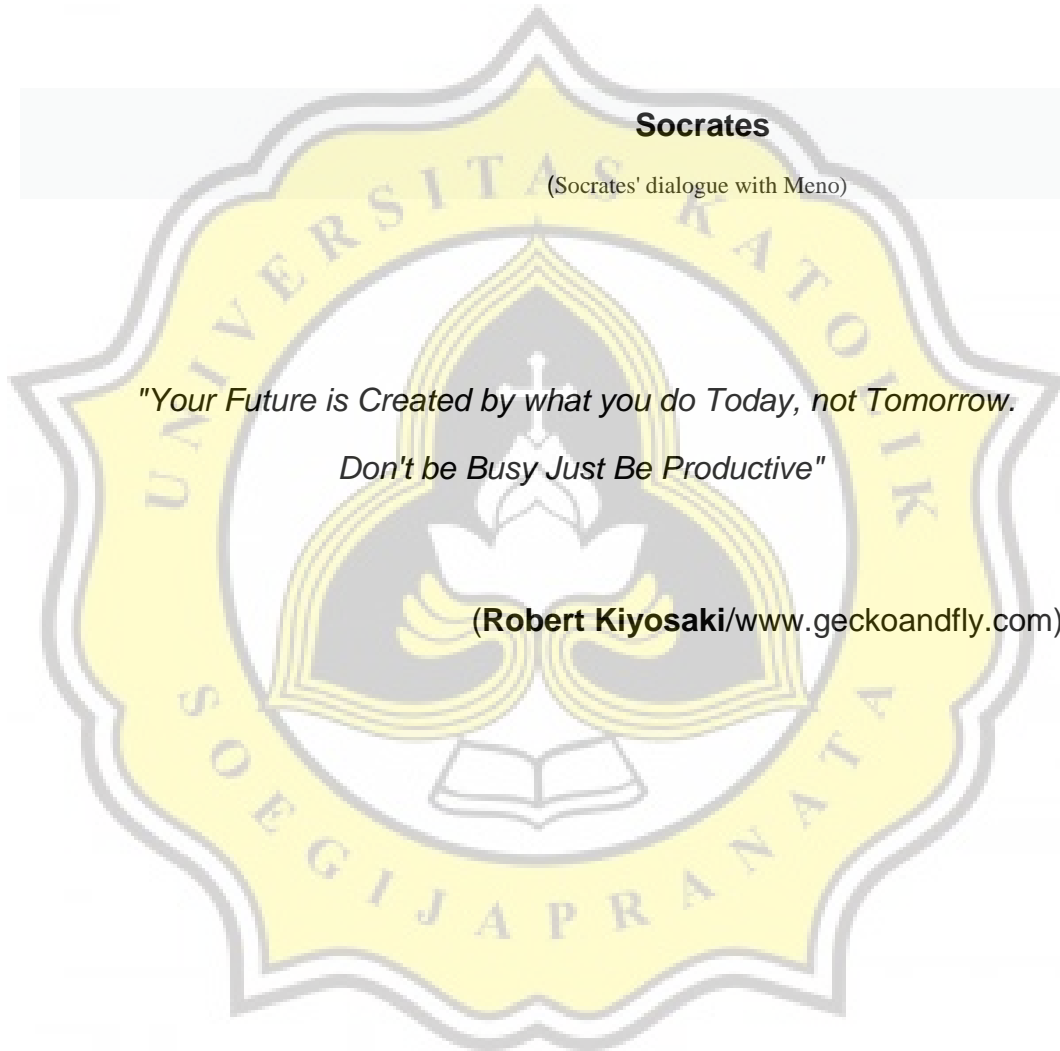 Socrates
(Socrates' dialogue with Meno)
"Your Future is Created by what you do Today, not Tomorrow.
Don't be Busy Just Be Productive"
(Robert Kiyosaki/www.geckoandfly.com)
UNIVERSITAS KATOLIK
SOEGIJAPRANATA